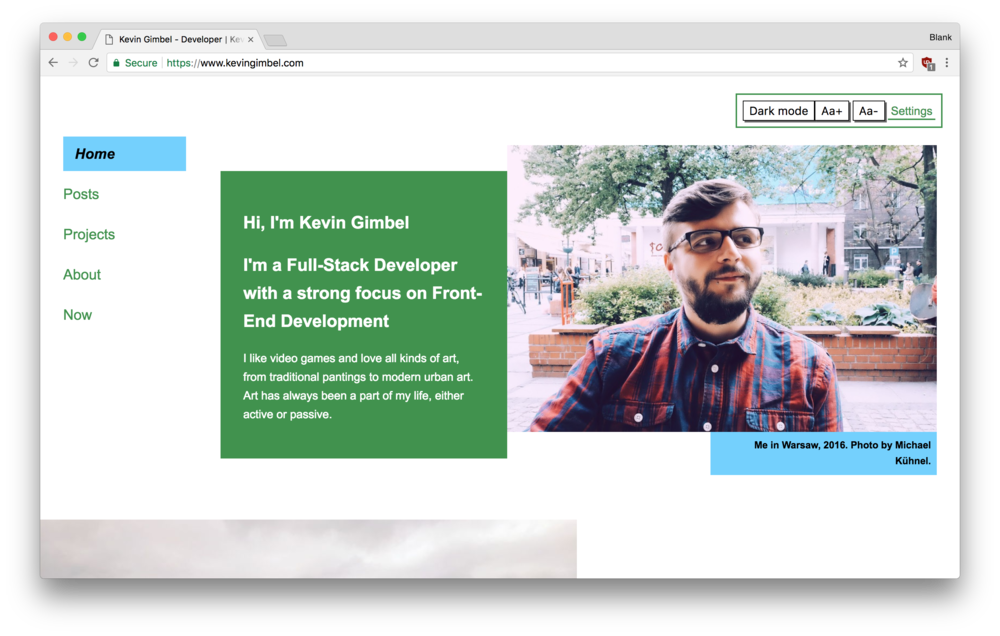 Kevin Gimbel - Developer | Kev
Blank
Secure https://www.kevingimbel.com
1
Dark mode Aa+ Aa- Settings
Home
Posts
Projects
About
Now
Hi, I'm Kevin Gimbel
I'm a Full-Stack Developer
with a strong focus on Front-
End Development
I like video games and love all kinds of art,
from traditional pantings to modern urban art.
Art has always been a part of my life, either
active or passive.
Me in Warsaw, 2016. Photo by Michael
Kühnel.